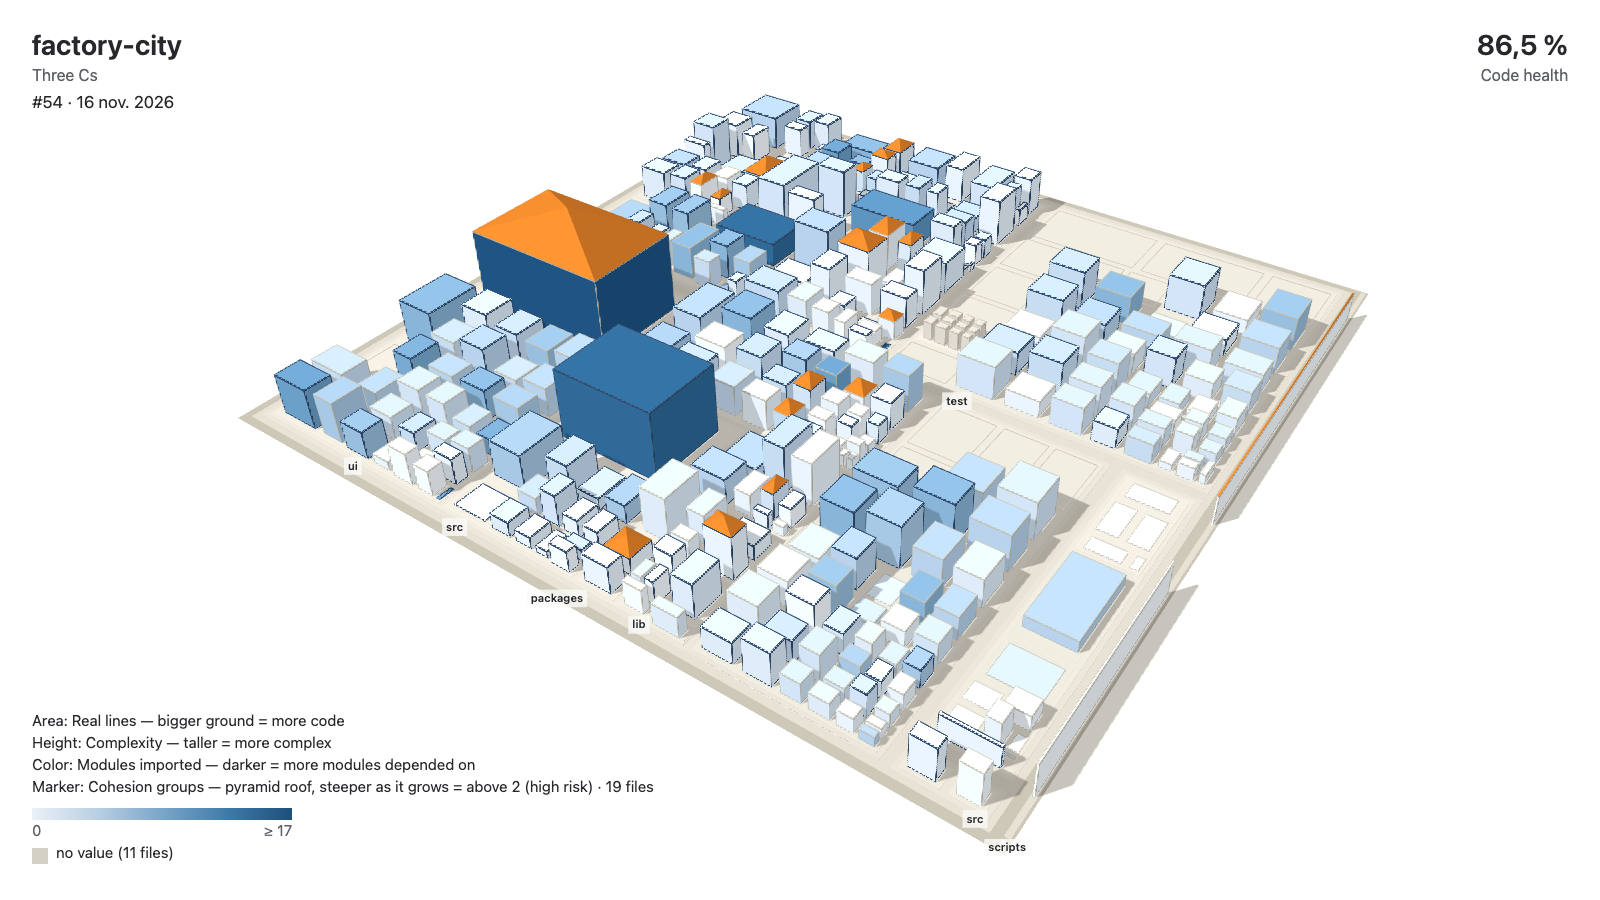 factory-city
Three Cs
#54 · 16 nov. 2026
86,5 %
Code health
test
ui
src
packages
lib
src
scripts
Area: Real lines — bigger ground = more code
Height: Complexity — taller = more complex
Color: Modules imported — darker = more modules depended on
Marker: Cohesion groups — pyramid roof, steeper as it grows = above 2 (high risk) · 19 files
0
≥ 17
no value (11 files)